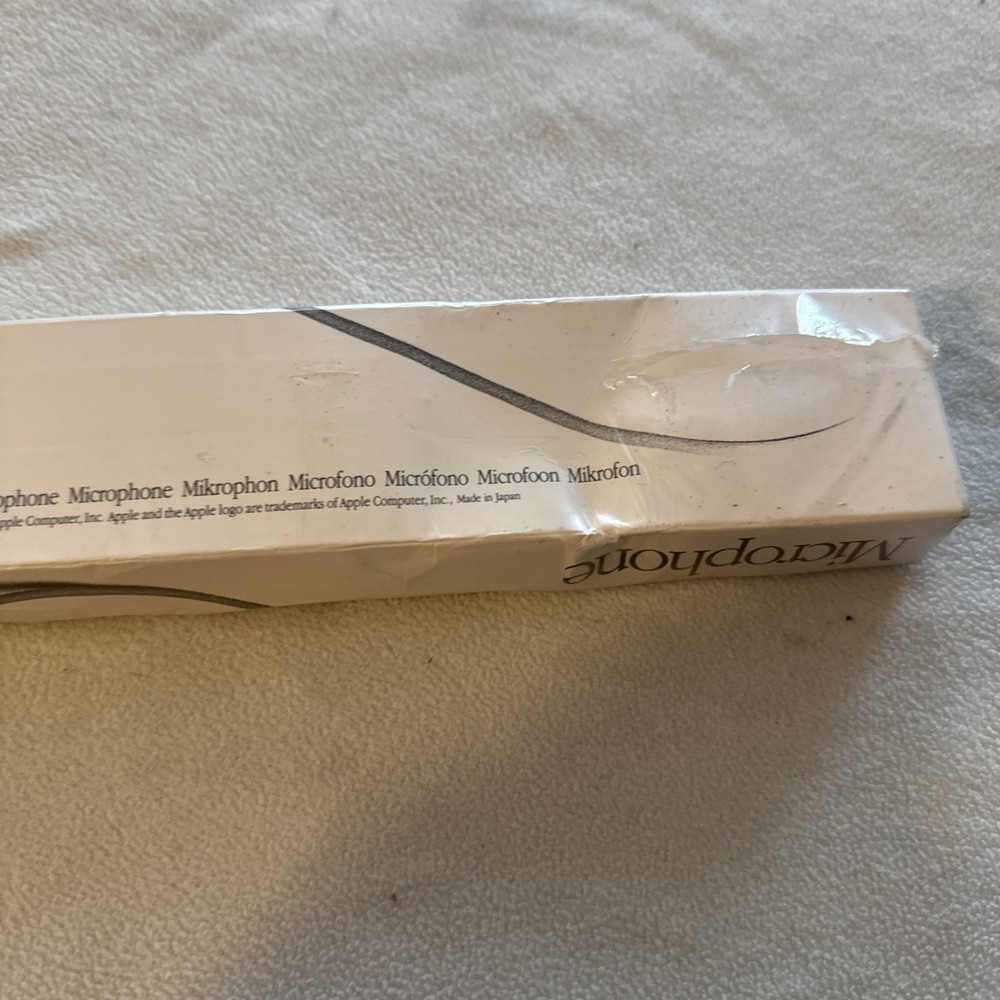 ophone Microphone Mikrophon Microfono Micrófono Microfoon Mikrofon
pple Computer, Inc. Apple and the Apple logo are trademarks of Apple Computer, Inc., Made in Japan
Microphone